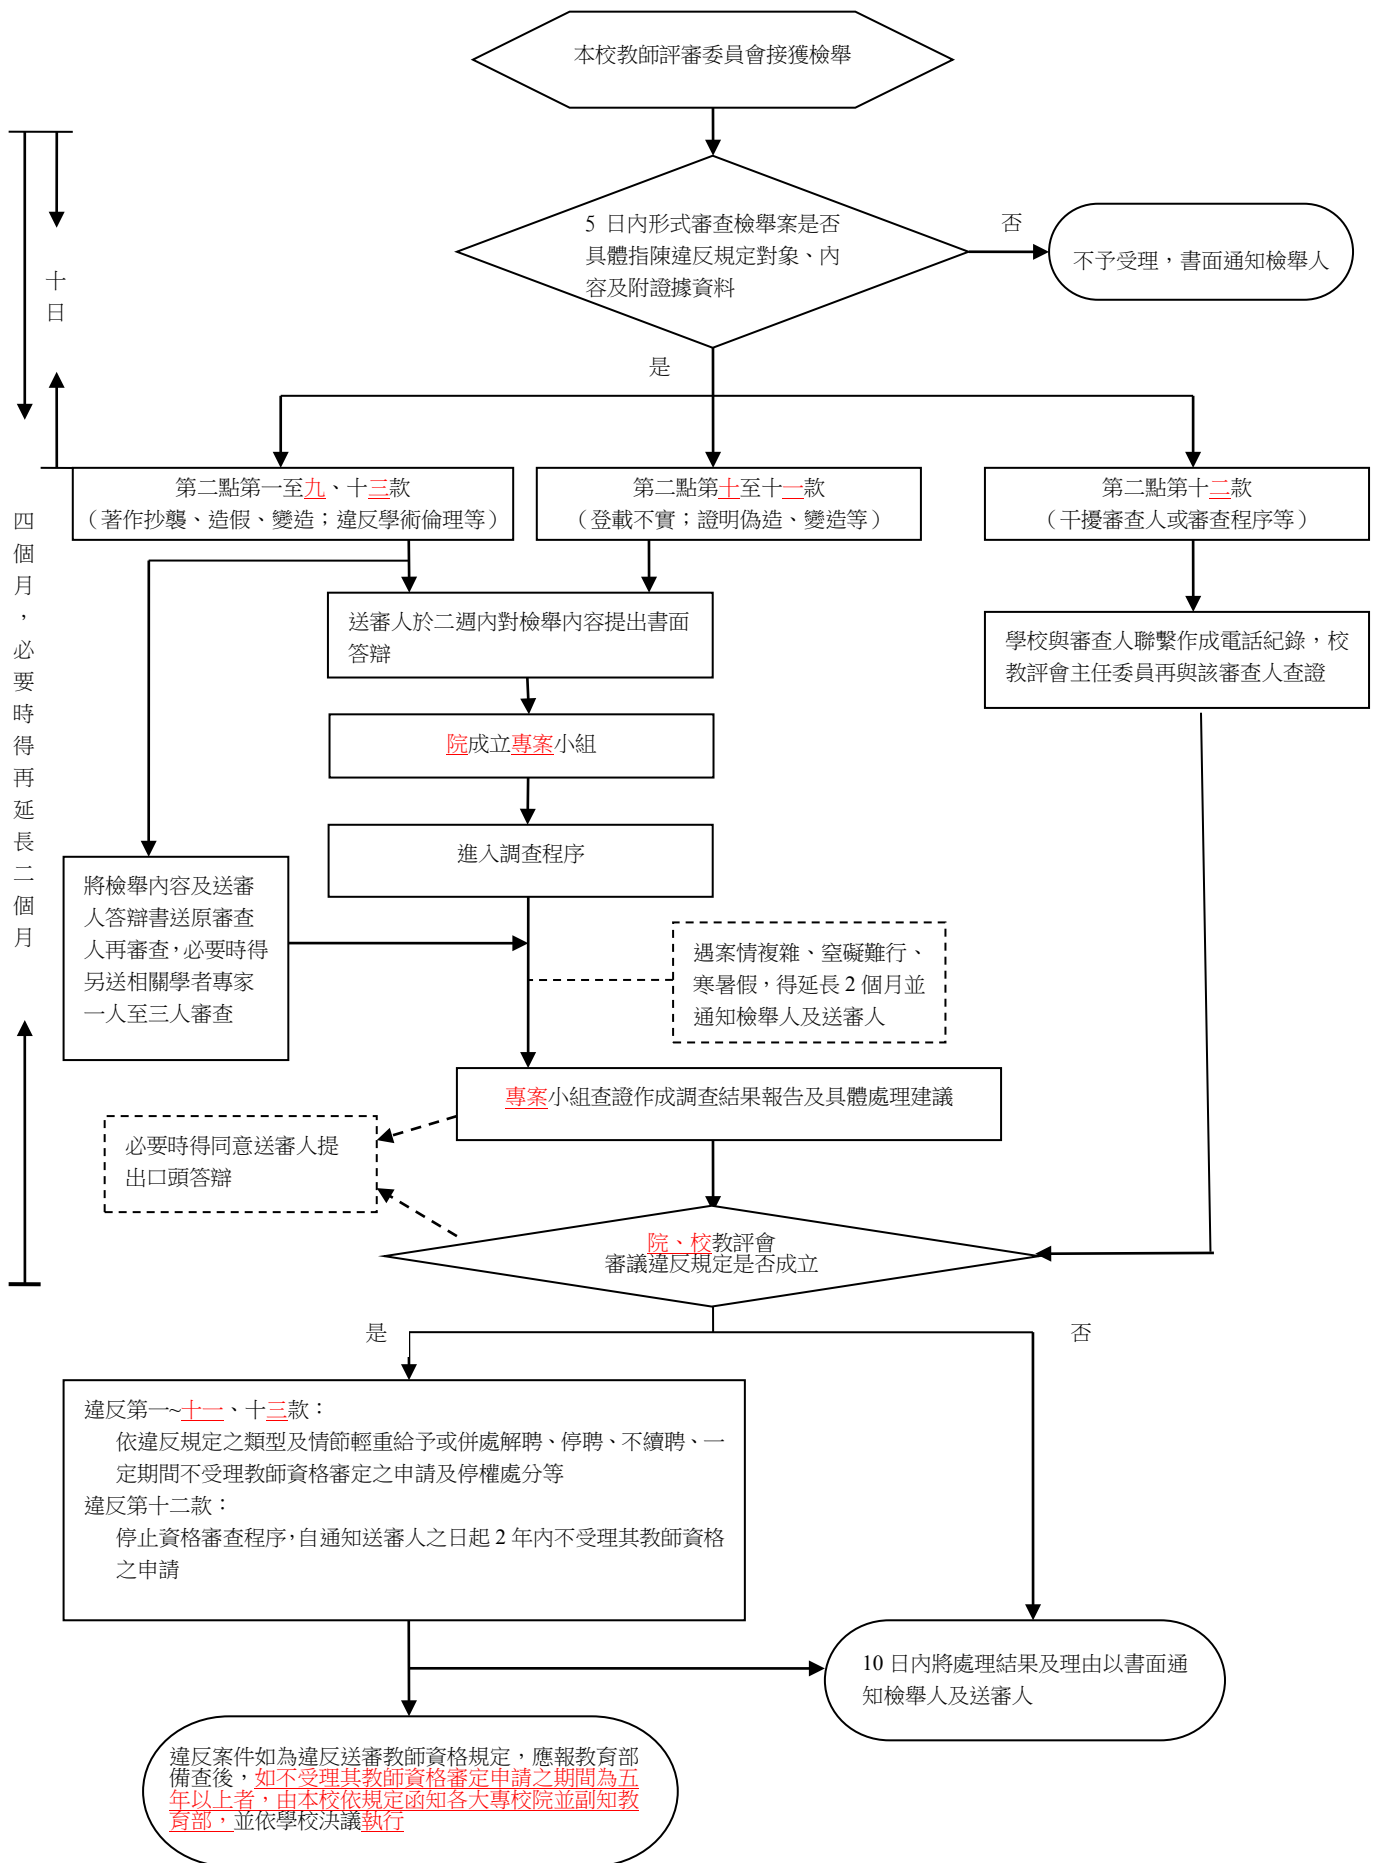 本校教師評審委員會接獲檢舉
5 日內形式審查檢舉案是否
具體指陳違反規定對象、內
容及附證據資料
否
不予受理，書面通知檢舉人
十
日
是
第二點第一至九、十三款
（著作抄襲、造假、變造；違反學術倫理等）
第二點第十至十一款
（登載不實；證明偽造、變造等）
第二點第十二款
（干擾審查人或審查程序等）
四
個
月
，
必
要
時
得
再
延
長
二
個
月
送審人於二週內對檢舉內容提出書面
答辯
學校與審查人聯繫作成電話紀錄，校
教評會主任委員再與該審查人查證
院成立專案小組
進入調查程序
將檢舉內容及送審
人答辯書送原審查
人再審查，必要時得
另送相關學者專家
一人至三人審查
遇案情複雜、窒礙難行、
寒暑假，得延長 2 個月並
通知檢舉人及送審人
專案小組查證作成調查結果報告及具體處理建議
必要時得同意送審人提
出口頭答辯
院、校教評會
審議違反規定是否成立
是
否
違反第一~十一、十三款：
依違反規定之類型及情節輕重給予或併處解聘、停聘、不續聘、一
定期間不受理教師資格審定之申請及停權處分等
違反第十二款：
停止資格審查程序，自通知送審人之日起 2 年內不受理其教師資格
之申請
10 日內將處理結果及理由以書面通
知檢舉人及送審人
違反案件如為違反送審教師資格規定，應報教育部
備查後，如不受理其教師資格審定申請之期間為五
年以上者，由本校依規定函知各大專校院並副知教
育部，並依學校決議執行